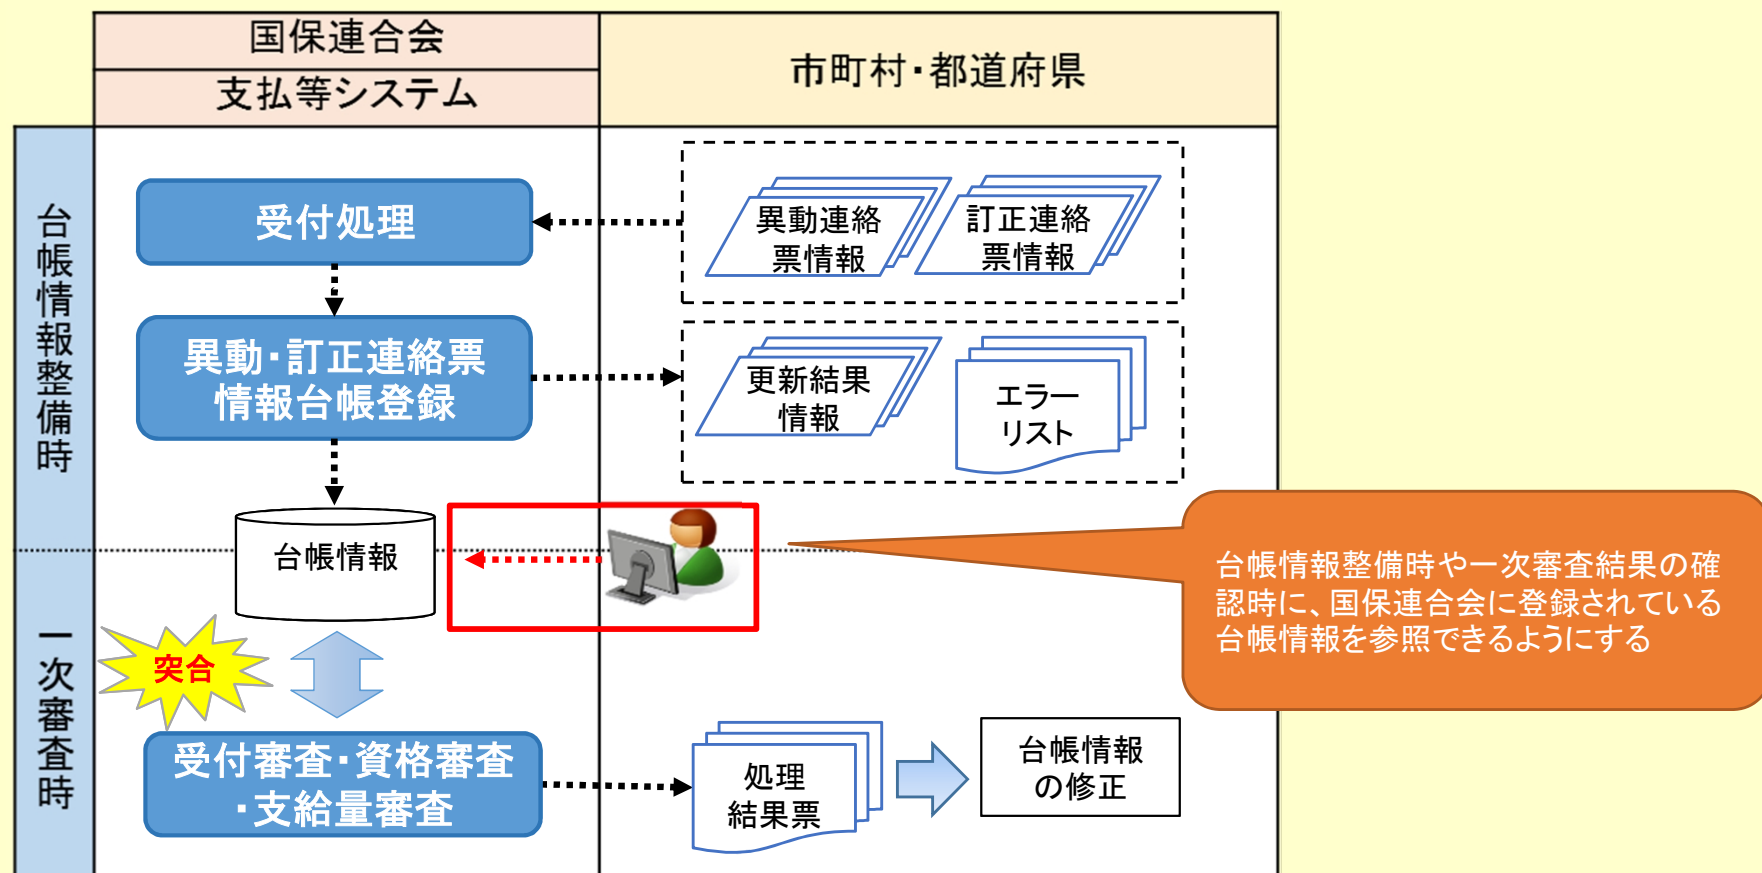 国保連合会
支払等システム
市町村・都道府県
台帳情報整備時
受付処理
異動連絡
票情報
訂正連絡
票情報
異動・訂正連絡票
情報台帳登録
更新結果
情報
エラー
リスト
台帳情報
台帳情報整備時や一次審査結果の確
認時に、国保連合会に登録されている
台帳情報を参照できるようにする
一次審査時
突合
受付審査・資格審査
・支給量審査
処理
結果票
台帳情報
の修正